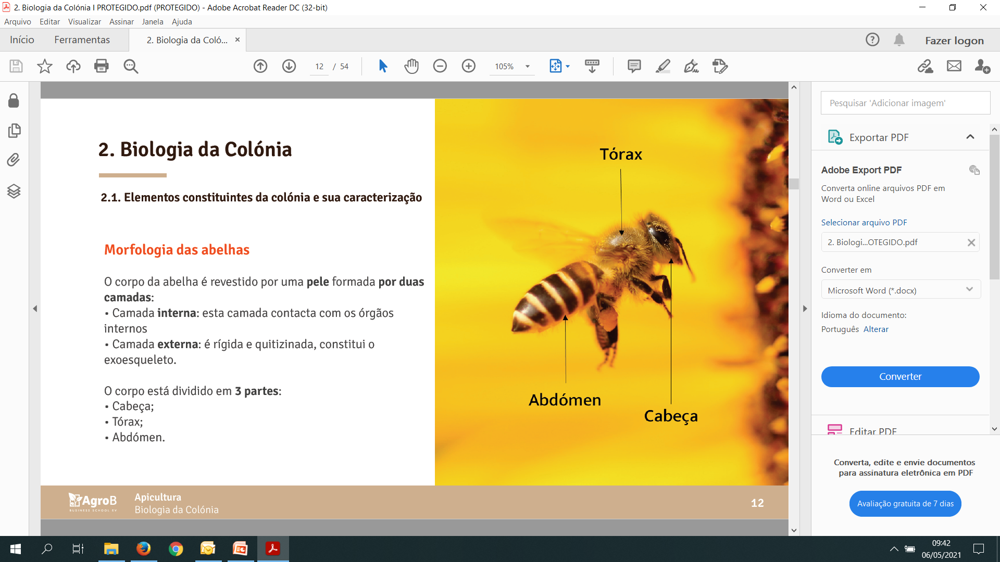 2. Biologia da Colónia I PROTEGIDO.pdf (PROTEGIDO) - Adobe Acrobat Reader DC (32-bit)
Arquivo Editar Visualizar Assinar Janela Ajuda
Início Ferramentas 2. Biologia da Coló... × Fazer logon
12 / 54 105%
2. Biologia da Colónia
2.1. Elementos constituintes da colónia e sua caracterização
Morfologia das abelhas
O corpo da abelha é revestido por uma pele formada por duas
camadas:
• Camada interna: esta camada contacta com os órgãos
internos
• Camada externa: é rígida e quitizinada, constitui o
exoesqueleto.
O corpo está dividido em 3 partes:
• Cabeça;
• Tórax;
• Abdómen.
Tórax
Abdómen
Cabeça
AgroB
BUSINESS SCHOOL EV
Apicultura
Biologia da Colónia
12
Pesquisar 'Adicionar imagem'
Exportar PDF
Adobe Export PDF
Converta online arquivos PDF em
Word ou Excel
Selecionar arquivo PDF
2. Biologi...OTEGIDO.pdf
Converter em
Microsoft Word (*.docx)
Idioma do documento:
Português Alterar
Converter
Editar PDF
Converta, edite e envie documentos
para assinatura eletrônica em PDF
Avaliação gratuita de 7 dias
09:42
06/05/2021